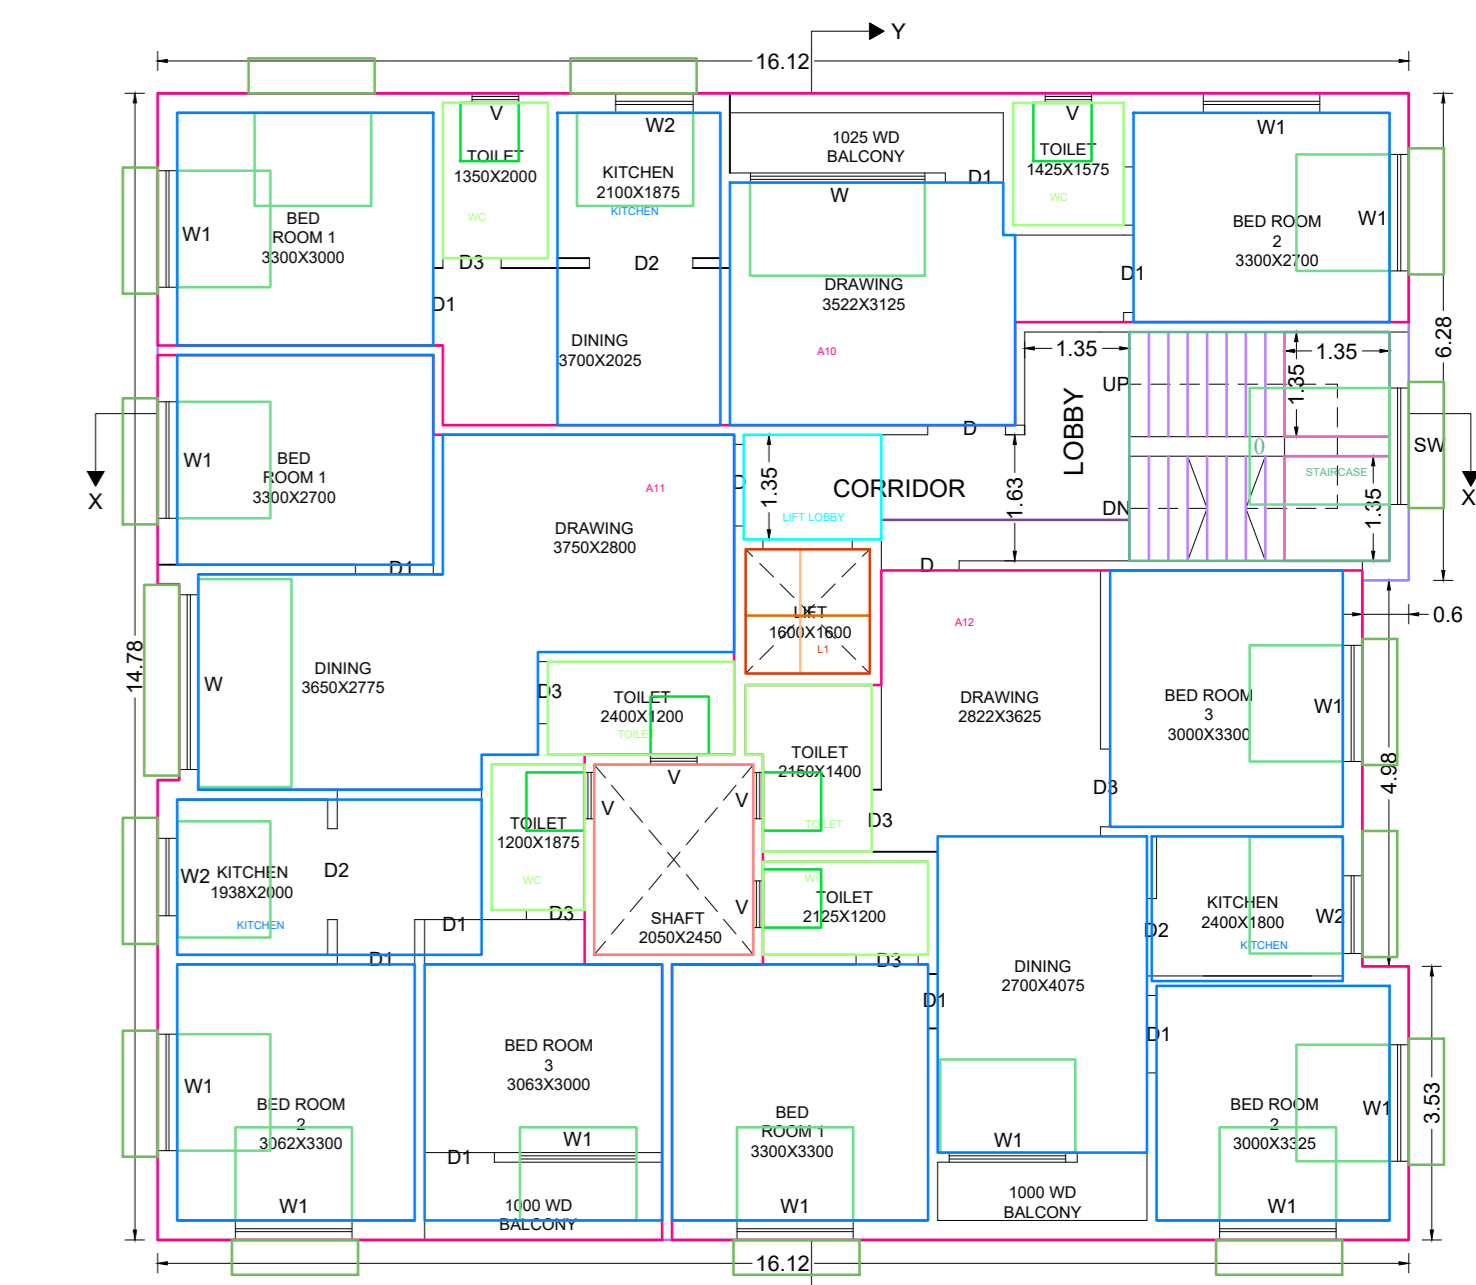 Y
16.12
V
W2
TOILET
1350X2000
WC
KITCHEN
2100X1875
KITCHEN
1025 WD
BALCONY
W
D1
V
TOILET
1425X1575
WC
W1
W1
BED ROOM
2
3300X2700
D1
W1
BED
ROOM 1
3300X3000
D3
D2
D1
DINING
3700X2025
DRAWING
3522X3125
A10
6.28
1.35
1.35
1.35
UP
LOBBY
X
W1
BED
ROOM 1
3300X2700
D1
A11
DRAWING
3750X2800
D
1.35
LIFT LOBBY
CORRIDOR
D
1.63
DN
0
STAIRCASE
1.35
SW
X
D
LIFT
1600X1600
L1
A12
0.6
14.78
W
DINING
3650X2775
D3
TOILET
2400X1200
TOILET
V
DRAWING
2822X3625
BED ROOM
3
3000X3300
W1
D3
4.98
TOILET
2150X1400
TOILET
D3
V
V
TOILET
1200X1875
WC
D3
W2
KITCHEN
1938X2000
KITCHEN
D2
D1
D1
SHAFT
2050X2450
V
WC
TOILET
2125X1200
D3
D2
KITCHEN
2400X1800
KITCHEN
W2
DINING
2700X4075
D1
D1
W1
BED ROOM
2
3062X3300
W1
BED ROOM
3
3063X3000
D1
W1
1000 WD
BALCONY
BED
ROOM 1
3300X3300
W1
W1
1000 WD
BALCONY
BED ROOM
2
3000X3325
W1
W1
3.53
16.12